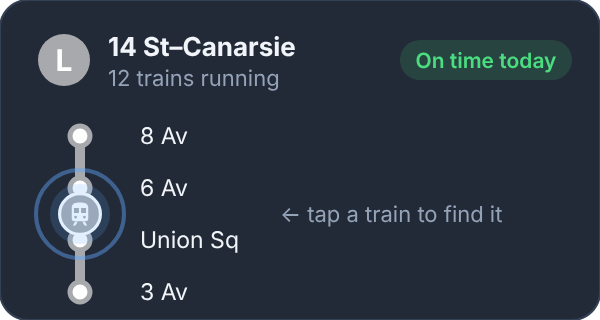 L
14 St–Canarsie
12 trains running
On time today
8 Av
6 Av
← tap a train to find it
Union Sq
3 Av